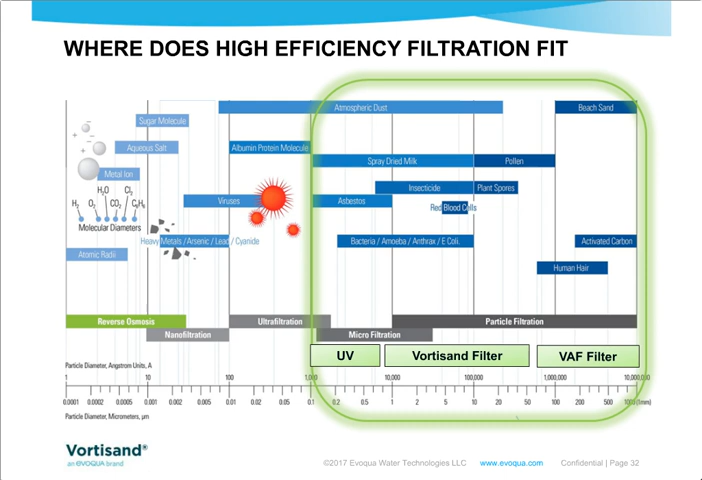 WHERE DOES HIGH EFFICIENCY FILTRATION FIT
Atmospheric Dust
Beach Sand
Sugar Molecule
Aqueous Salt
Albumin Protein Molecule
Spray Dried Milk
Pollen
Metal Ion
Insecticide
Plant Spores
H₂O
Cl₂
H₂
O₂
CO₂
C₆H₆
Viruses
Asbestos
Red Blood Cells
Molecular Diameters
Heavy Metals / Arsenic / Lead / Cyanide
Bacteria / Amoeba / Anthrax / E Coli.
Activated Carbon
Atomic Radii
Human Hair
Reverse Osmosis
Ultrafiltration
Particle Filtration
Nanofiltration
Micro Filtration
UV
Vortisand Filter
VAF Filter
Particle Diameter, Angstrom Units, A
1 10 100 1,000 10,000 100,000 1,000,000 10,000,000
0.0001 0.0002 0.0005 0.001 0.002 0.005 0.01 0.02 0.05 0.1 0.2 0.5 1 2 5 10 20 50 100 200 500 1000 (1mm)
Particle Diameter, Micrometers, µm
Vortisand®
an evoqua brand
©2017 Evoqua Water Technologies LLC www.evoqua.com Confidential | Page 32